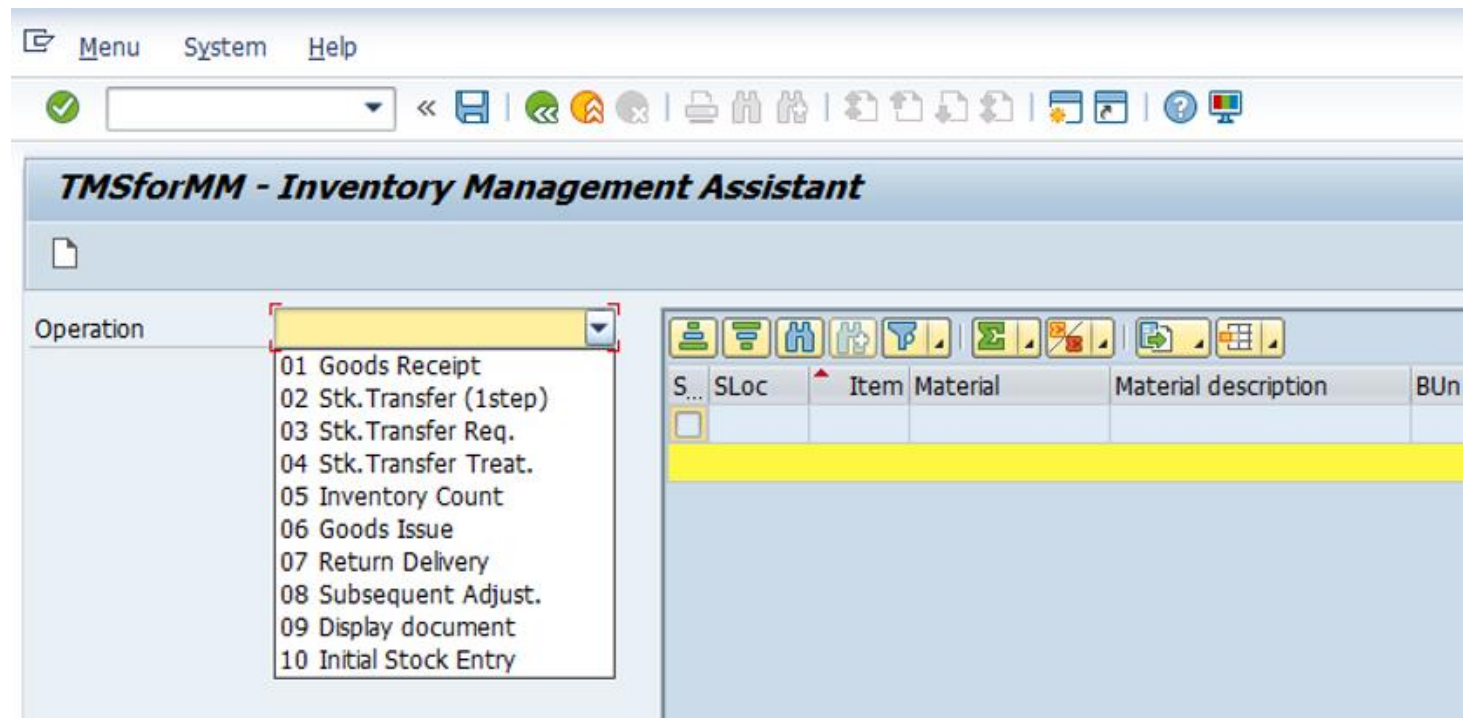 Menu System Help
TMSforMM - Inventory Management Assistant
Operation
01 Goods Receipt
02 Stk.Transfer (1step)
03 Stk.Transfer Req.
04 Stk.Transfer Treat.
05 Inventory Count
06 Goods Issue
07 Return Delivery
08 Subsequent Adjust.
09 Display document
10 Initial Stock Entry
S... SLoc Item Material Material description BUn